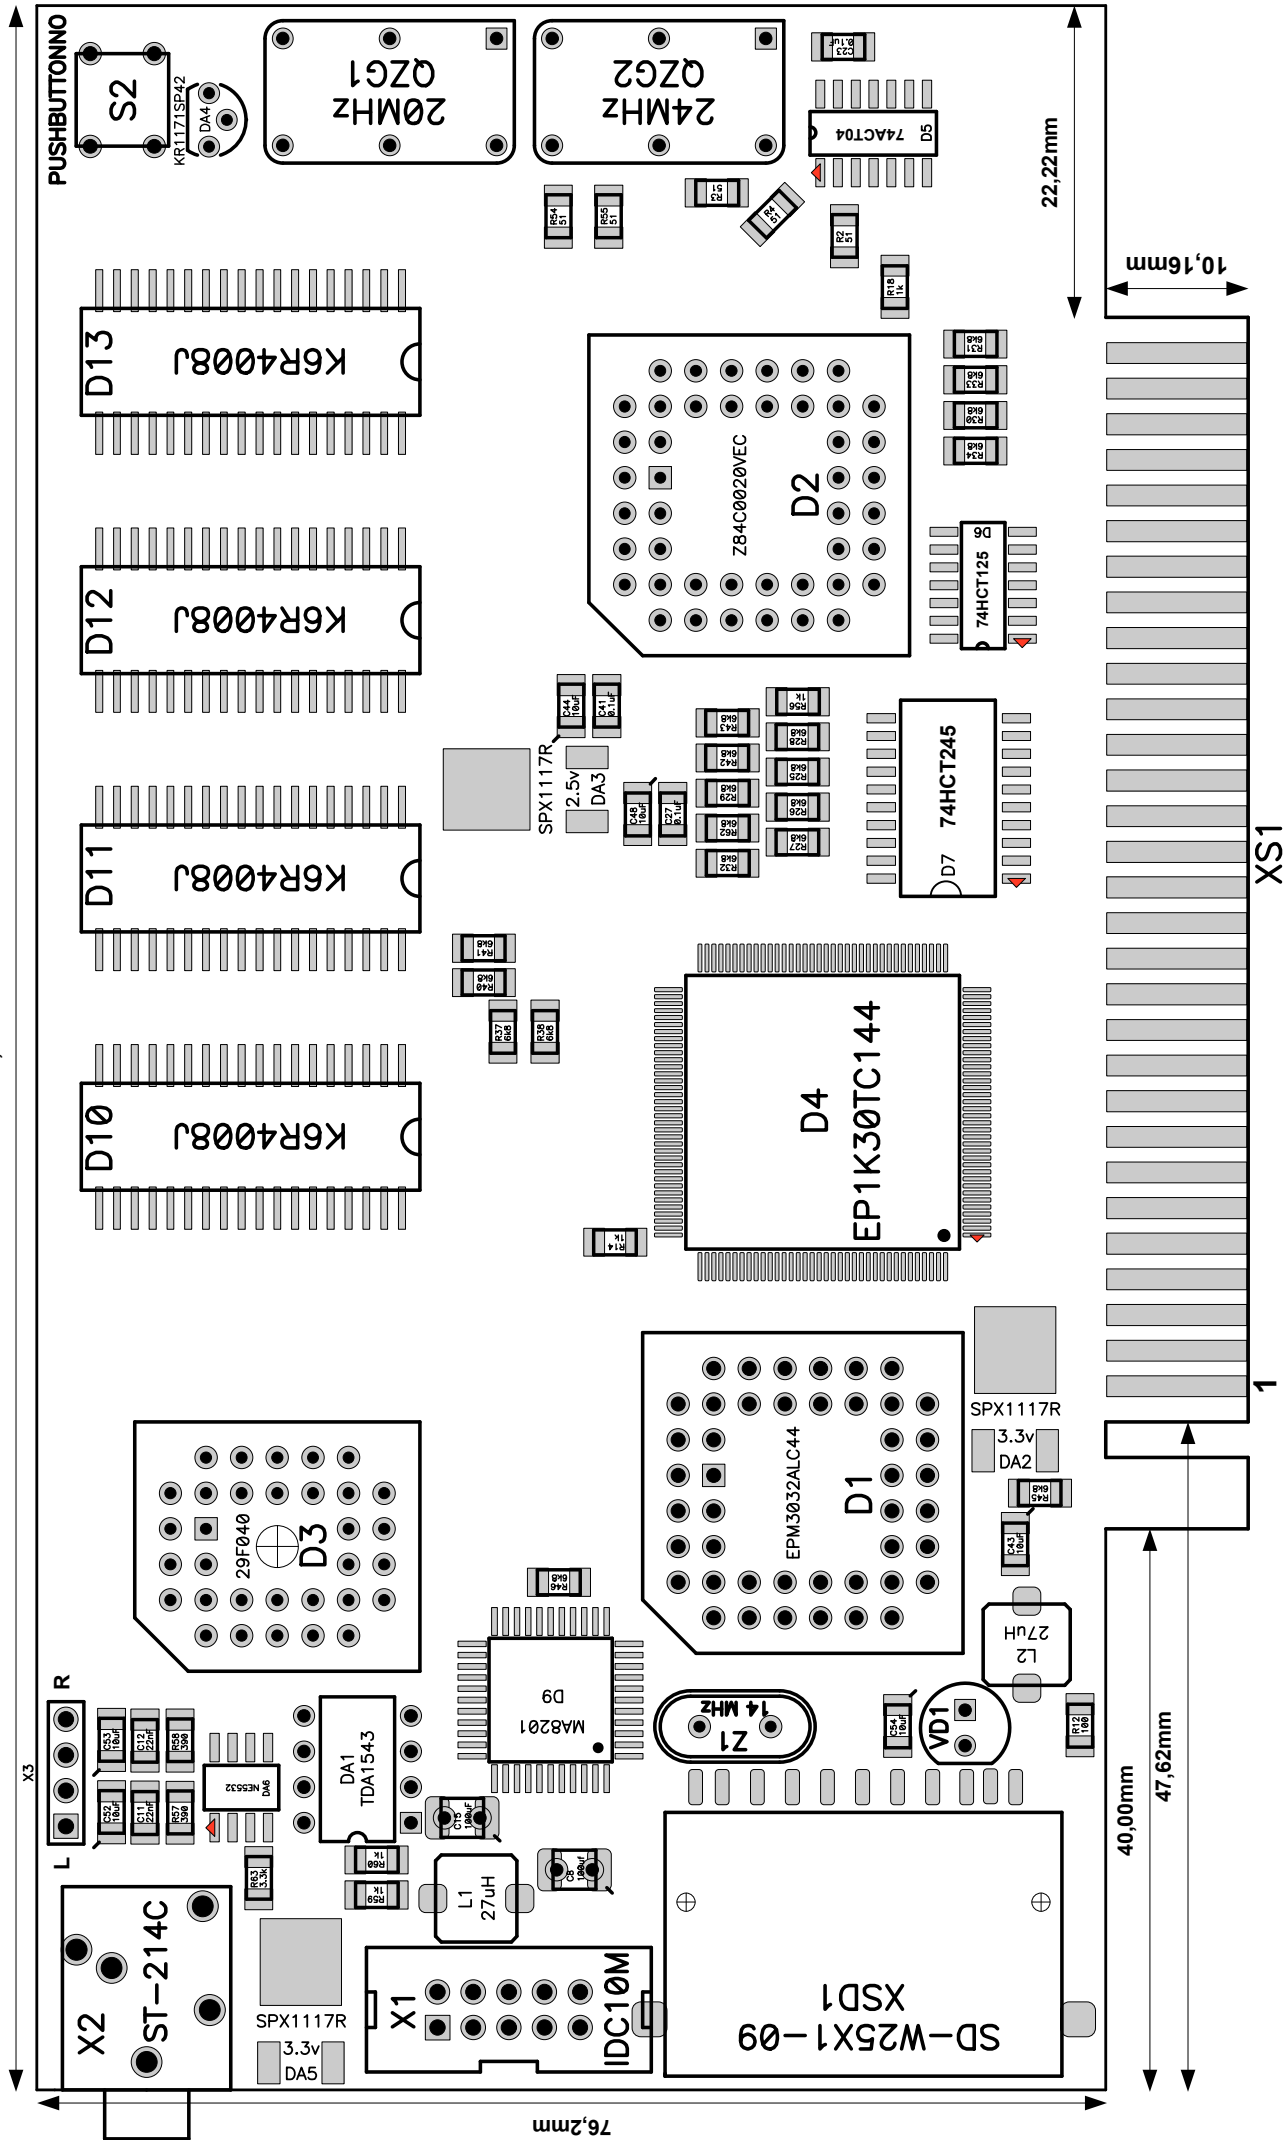 PUSHBUTTONNO
S2
KR1171SP42
DA4
QZG1
20MHz
QZG2
24MHz
C23
0.1uF
74ACT04
D5
R54
51
R55
51
R3
51
R4
51
R2
51
R18
1k
22,22mm
10,16mm
D13
K6R4008J
D12
K6R4008J
D11
K6R4008J
D10
K6R4008J
Z84C0020VEC
D2
R31
6k8
R33
6k8
R30
6k8
R34
6k8
D6
74HCT125
C44
10uF
C41
0.1uF
SPX1117R
2.5v
DA3
C48
10uF
C27
0.1uF
R43
6k8
R42
6k8
R29
6k8
R62
6k8
R32
6k8
R56
1k
R28
6k8
R25
6k8
R26
6k8
R27
6k8
74HCT245
D7
XS1
R41
6k8
R40
6k8
R37
6k8
R38
6k8
D4
EP1K30TC144
R14
1k
1
SPX1117R
3.3v
DA2
R45
6k8
C43
10uF
29F040
D3
EPM3032ALC44
D1
R46
6k8
L2
27uH
X3
R
L
C53
10uF
C12
22nF
R58
390
C52
10uF
C11
22nF
R57
390
NE5532
DA6
DA1
TDA1543
D9
MA8201
Z1
14 MHz
C54
10uF
VD1
R12
100
R63
3.3k
R60
1k
R59
1k
C15
100uF
C8
100uf
L1
27uH
40,00mm
47,62mm
X2
ST-214C
SPX1117R
3.3v
DA5
X1
IDC10M
XSD1
SD-W25X1-09
76,2mm